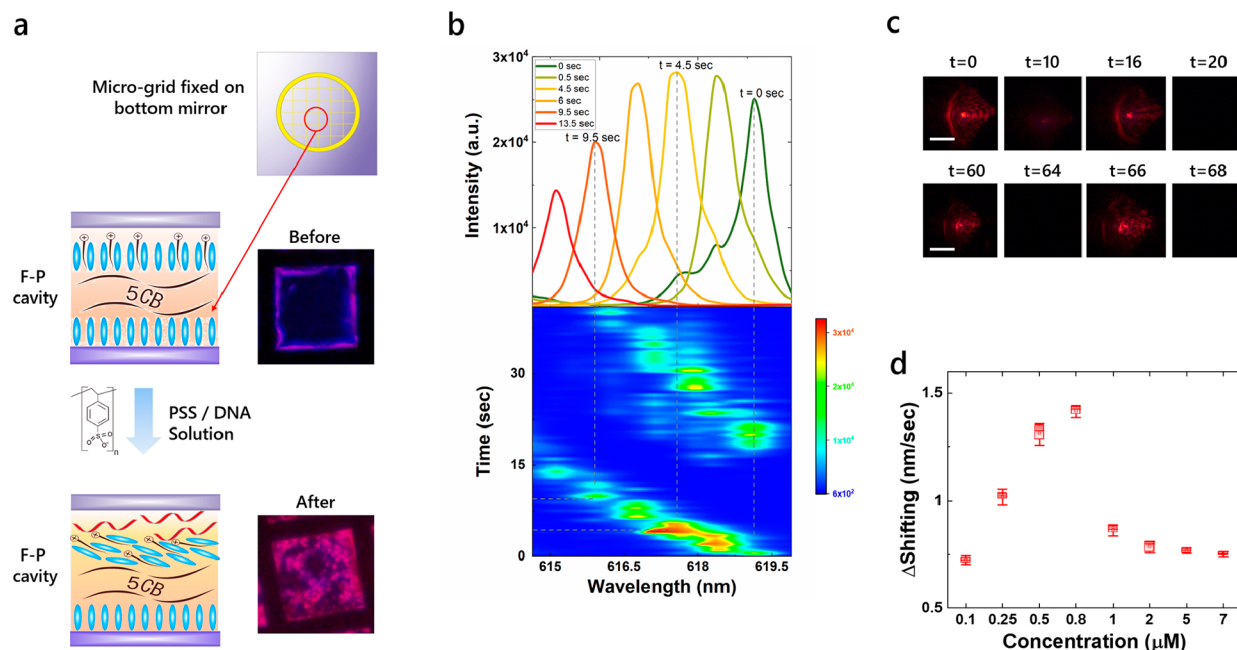 a
Micro-grid fixed on
bottom mirror
F-P
cavity
5CB
Before
PSS / DNA
Solution
n
S
O
O
O⁻
After
F-P
cavity
5CB
b
Intensity (a.u.)
3x10⁴
2x10⁴
1x10⁴
0 sec
0.5 sec
4.5 sec
6 sec
9.5 sec
13.5 sec
t = 4.5 sec
t = 0 sec
t = 9.5 sec
Time (sec)
30
15
0
615
616.5
618
619.5
Wavelength (nm)
3x10⁴
2x10⁴
1x10⁴
6x10²
c
t=0
t=10
t=16
t=20
t=60
t=64
t=66
t=68
d
ΔShifting (nm/sec)
1.5
1
0.5
0.1
0.25
0.5
0.8
1
2
5
7
Concentration (μM)